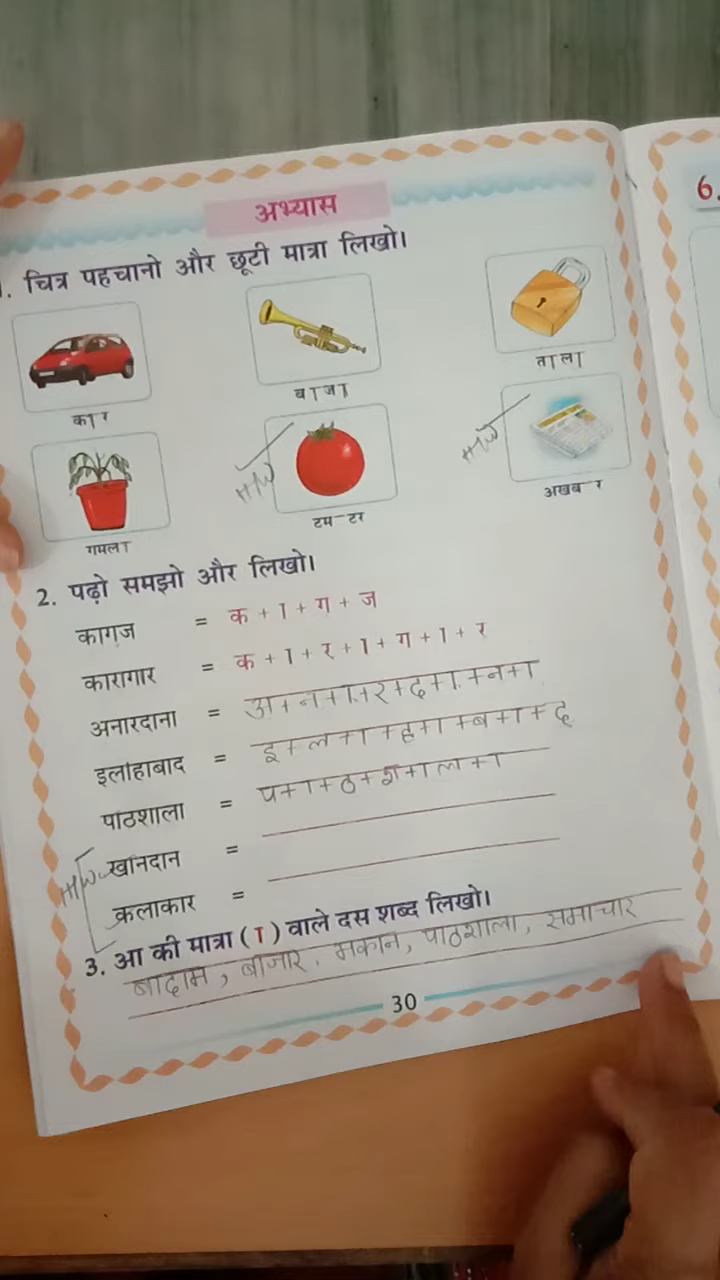 अभ्यास
6.
1. चित्र पहचानो और छूटी मात्रा लिखो।
कार
बाजा
ताला
H/W
H/W
गमला
टम टर
अखब र
2. पढ़ो समझो और लिखो।
कागज = क + ा + ग + ज
कारागार = क + ा + र + ा + ग + ा + र
अनारदाना = अ+न+ा+र+द+ा+न+ा
इलाहाबाद = इ+ल+ा+ह+ा+ब+ा+द
पाठशाला = प+ा+ठ+श+ा ल+ा
H/W
खानदान =
कलाकार =
3. आ की मात्रा (ा) वाले दस शब्द लिखो।
बादाम, बाजार, मकान, पाठशाला, समाचार
30